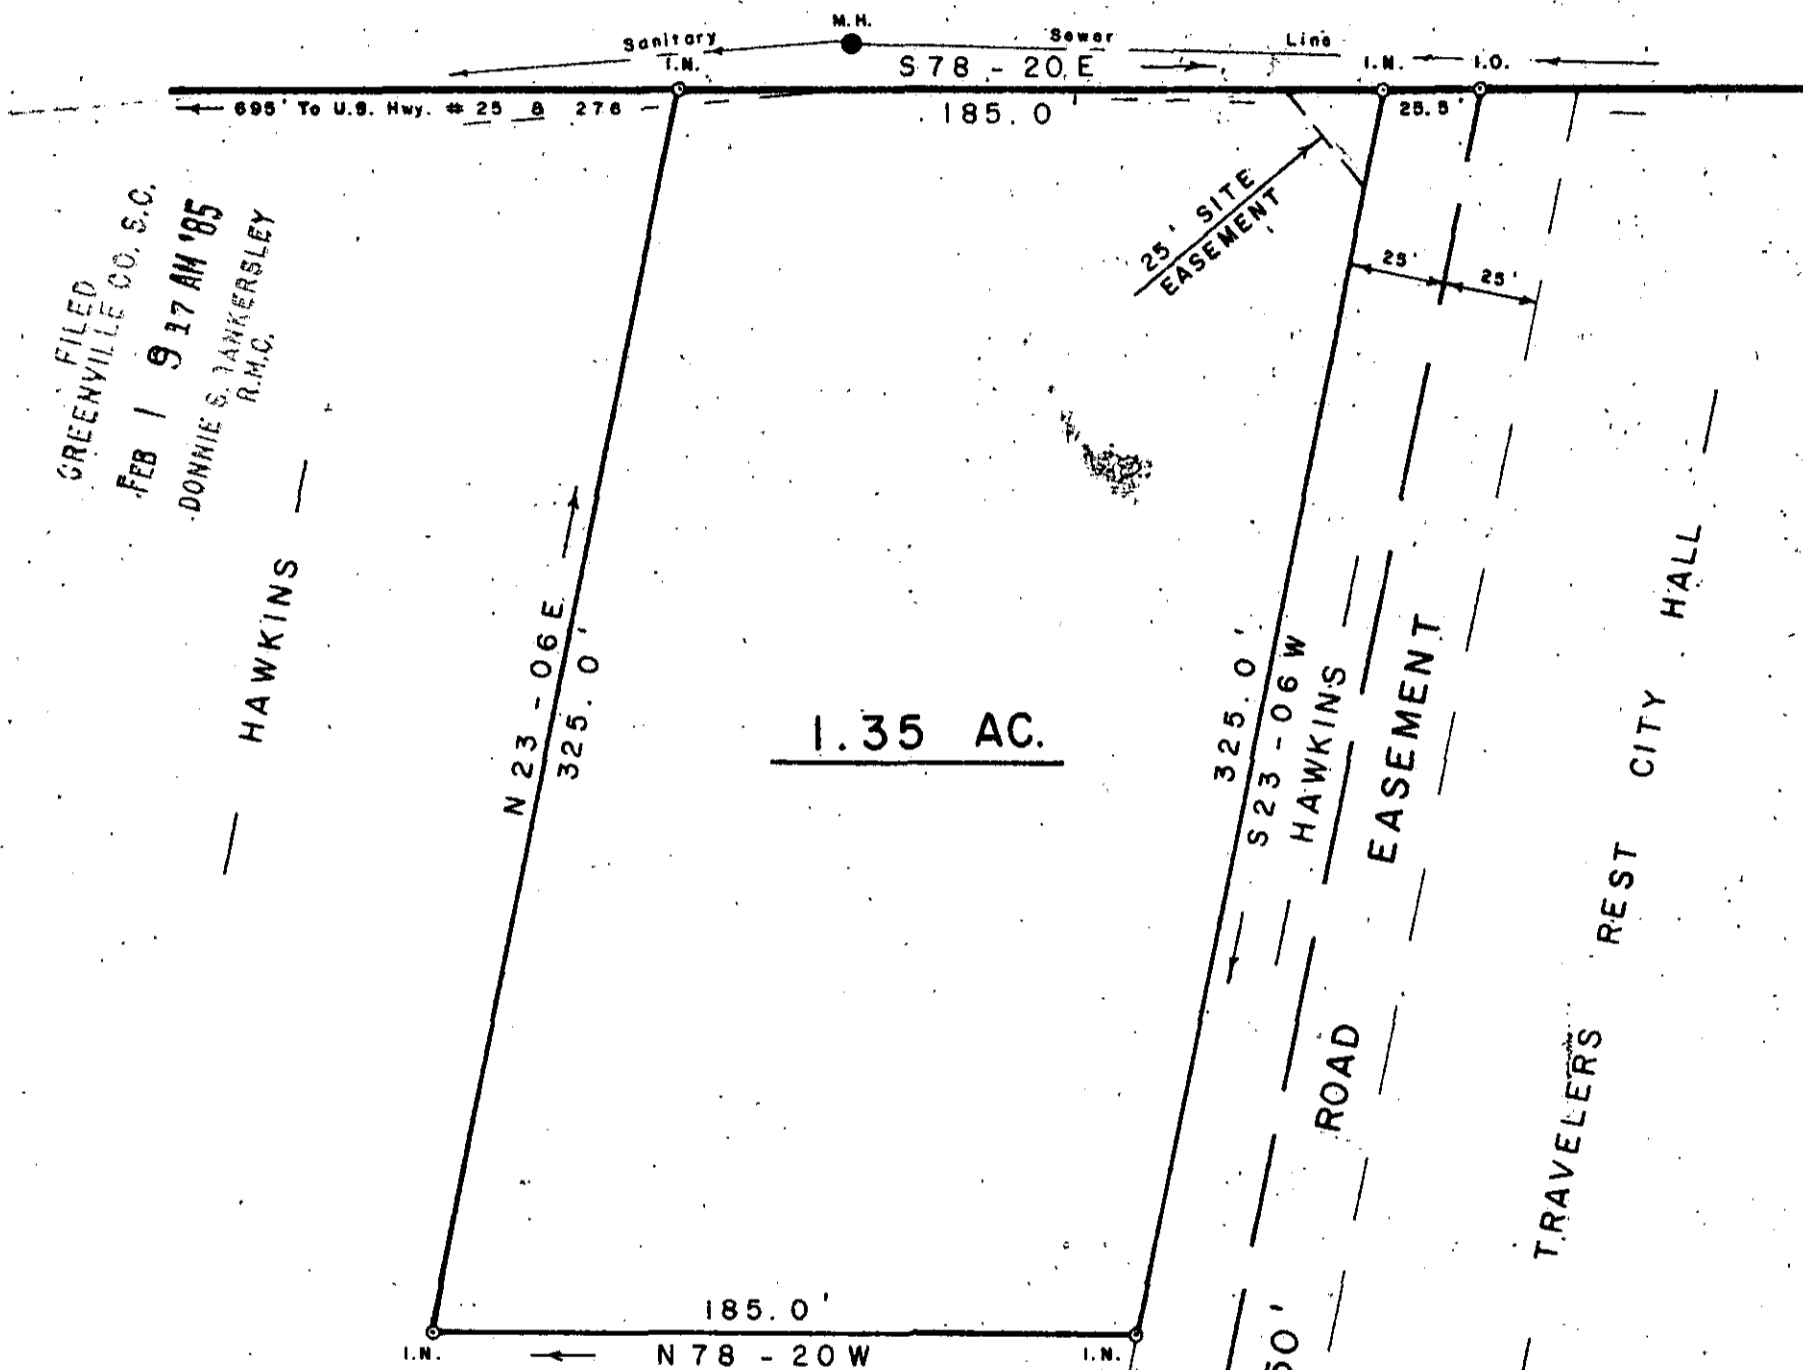 M.H.
Sanitary Sewer Line
I.N. S 78 - 20 E I.N. I.O.
695' To U.S. Hwy. # 25 & 276
185.0'
25.5'
25' SITE
EASEMENT
25'
25'
FILED
GREENVILLE CO. S.C.
FEB 1 9 17 AM '85
DONNIE S. TANKERSLEY
R.M.C.
HAWKINS
N 23 - 06 E
325.0'
1.35 AC.
325.0'
S 23 - 06 W
HAWKINS
EASEMENT
ROAD
50'
TRAVELERS REST CITY HALL
185.0'
I.N. N 78 - 20 W I.N.